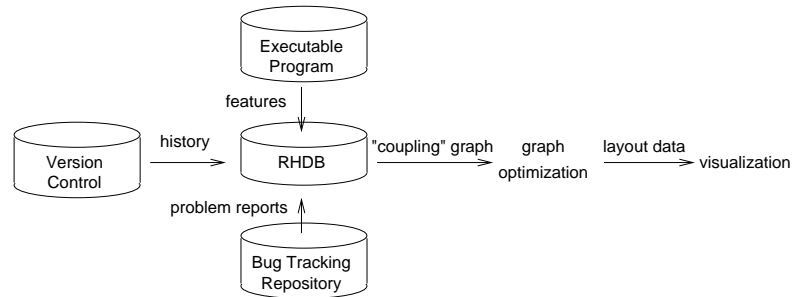 Executable
Program
features
history
Version
Control
RHDB
"coupling" graph
graph
optimization
layout data
visualization
problem reports
Bug Tracking
Repository